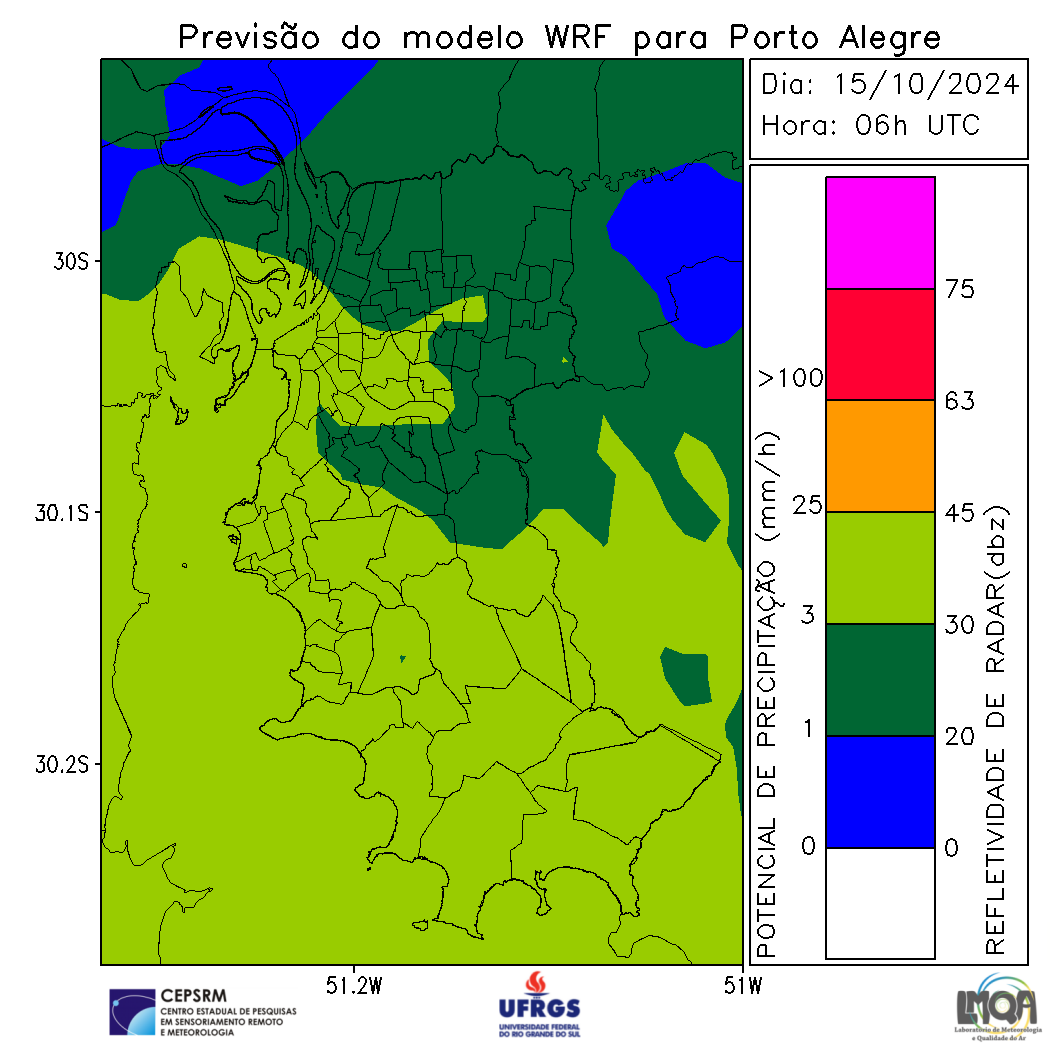 Previsão do modelo WRF para Porto Alegre
Dia: 15/10/2024
Hora: 06h UTC
30S
30.1S
30.2S
51.2W
51W
POTENCIAL DE PRECIPITAÇÃO (mm/h)
>100
25
3
1
0
75
63
45
30
20
0
REFLETIVIDADE DE RADAR(dbz)
CEPSRM
CENTRO ESTADUAL DE PESQUISAS
EM SENSORIAMENTO REMOTO
E METEOROLOGIA
UFRGS
UNIVERSIDADE FEDERAL
DO RIO GRANDE DO SUL
LMQA
Laboratório de Meteorologia
e Qualidade do Ar